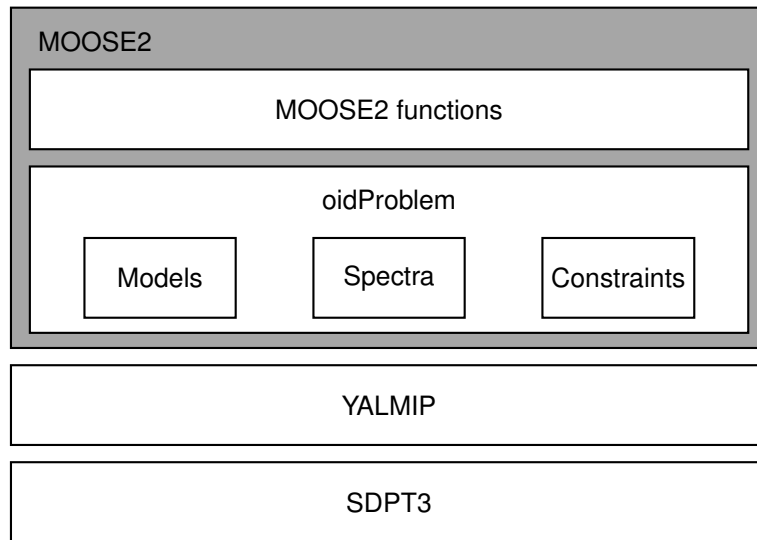 MOOSE2
MOOSE2 functions
oidProblem
Models
Spectra
Constraints
YALMIP
SDPT3